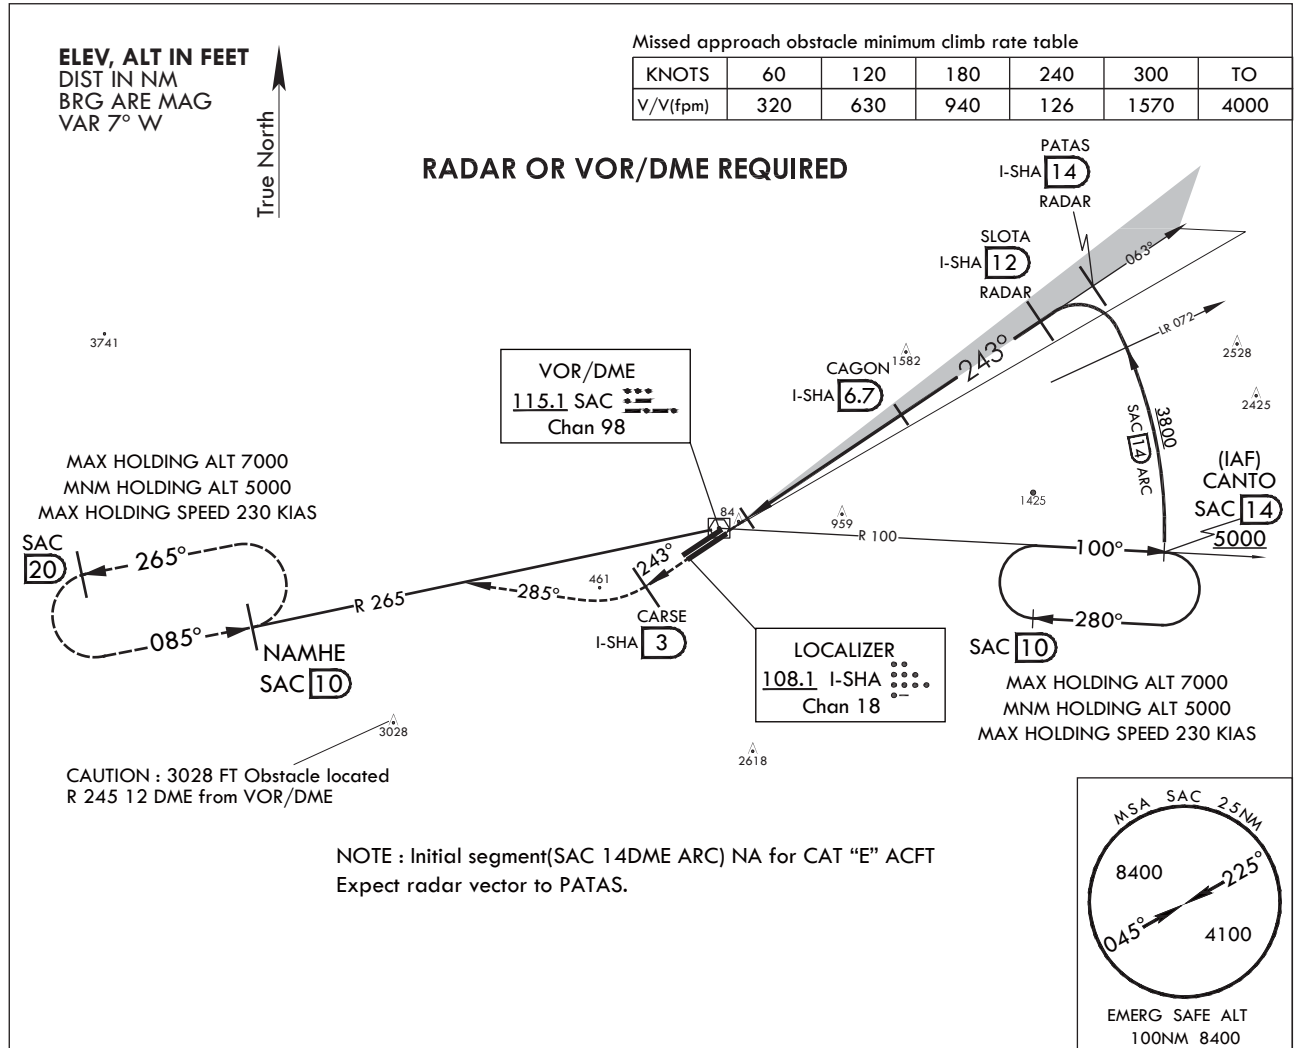 ELEV, ALT IN FEET
DIST IN NM
BRG ARE MAG
VAR 7° W
True North
Missed approach obstacle minimum climb rate table
KNOTS 60 120 180 240 300 TO
V/V(fpm) 320 630 940 126 1570 4000
RADAR OR VOR/DME REQUIRED
PATAS
I-SHA 14
RADAR
SLOTA
I-SHA 12
RADAR
063°
LR 072
243°
3741
1582
2528
2425
CAGON
I-SHA 6.7
VOR/DME
115.1 SAC
Chan 98
3800
SAC 14 ARC
(IAF)
CANTO
SAC 14
5000
MAX HOLDING ALT 7000
MNM HOLDING ALT 5000
MAX HOLDING SPEED 230 KIAS
SAC
20
265°
085°
NAMHE
SAC 10
R 265
285°
461
243°
84
959
1425
R 100
100°
280°
SAC 10
CARSE
I-SHA 3
LOCALIZER
108.1 I-SHA
Chan 18
MAX HOLDING ALT 7000
MNM HOLDING ALT 5000
MAX HOLDING SPEED 230 KIAS
3028
2618
CAUTION : 3028 FT Obstacle located
R 245 12 DME from VOR/DME
NOTE : Initial segment(SAC 14DME ARC) NA for CAT “E” ACFT
Expect radar vector to PATAS.
MSA SAC 25NM
8400
225°
045°
4100
EMERG SAFE ALT
100NM 8400